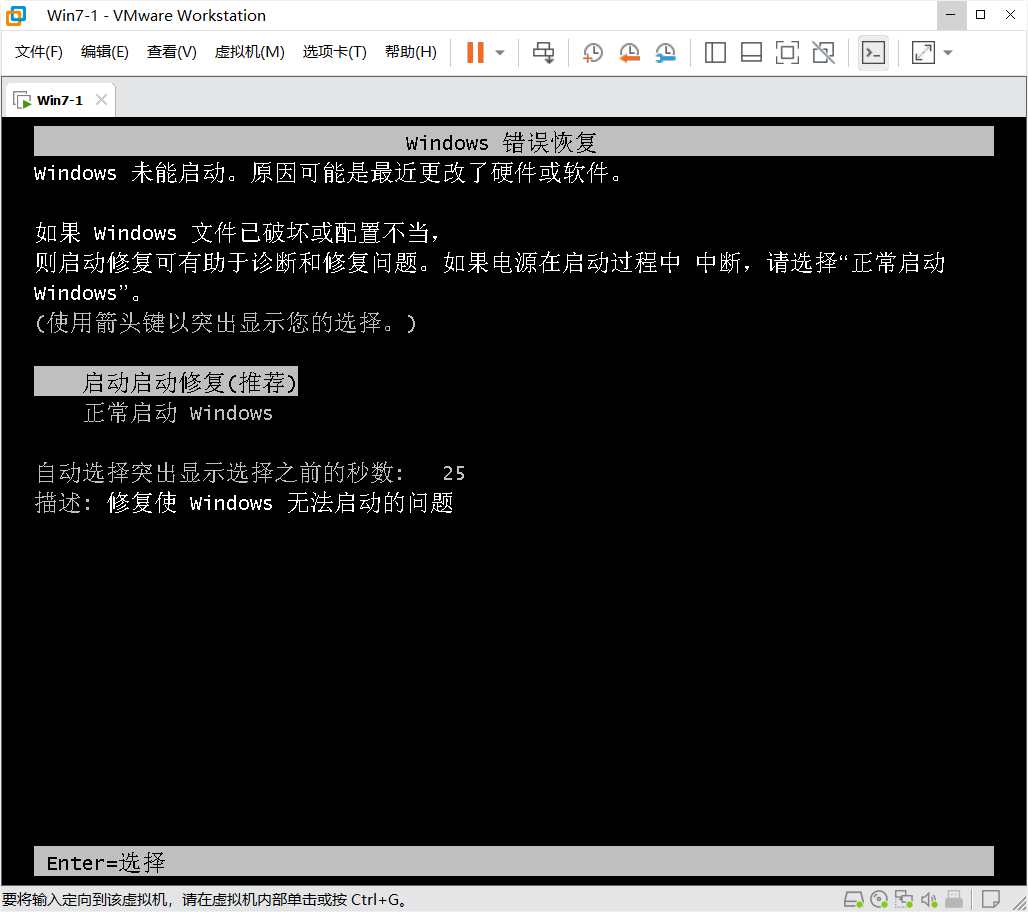 Win7-1 - VMware Workstation
文件(F) 编辑(E) 查看(V) 虚拟机(M) 选项卡(T) 帮助(H)
Win7-1
Windows 错误恢复
Windows 未能启动。原因可能是最近更改了硬件或软件。
如果 Windows 文件已破坏或配置不当，
则启动修复可有助于诊断和修复问题。如果电源在启动过程中 中断，请选择“正常启动
Windows”。
(使用箭头键以突出显示您的选择。)
启动启动修复(推荐)
正常启动 Windows
自动选择突出显示选择之前的秒数: 25
描述: 修复使 Windows 无法启动的问题
Enter=选择
要将输入定向到该虚拟机，请在虚拟机内部单击或按 Ctrl+G。